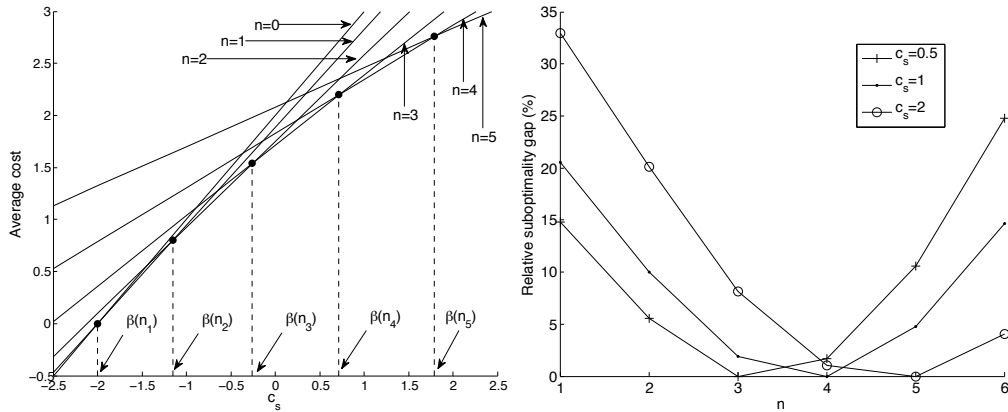 3
2.5
2
1.5
1
0.5
0
−0.5
Average cost
n=0
n=1
n=2
n=3
n=4
n=5
β(n1)
β(n2)
β(n3)
β(n4)
β(n5)
−2.5 −2 −1.5 −1 −0.5 0 0.5 1 1.5 2 2.5
cs
35
30
25
20
15
10
5
0
Relative suboptimality gap (%)
cs=0.5
cs=1
cs=2
1 2 3 4 5 6
n